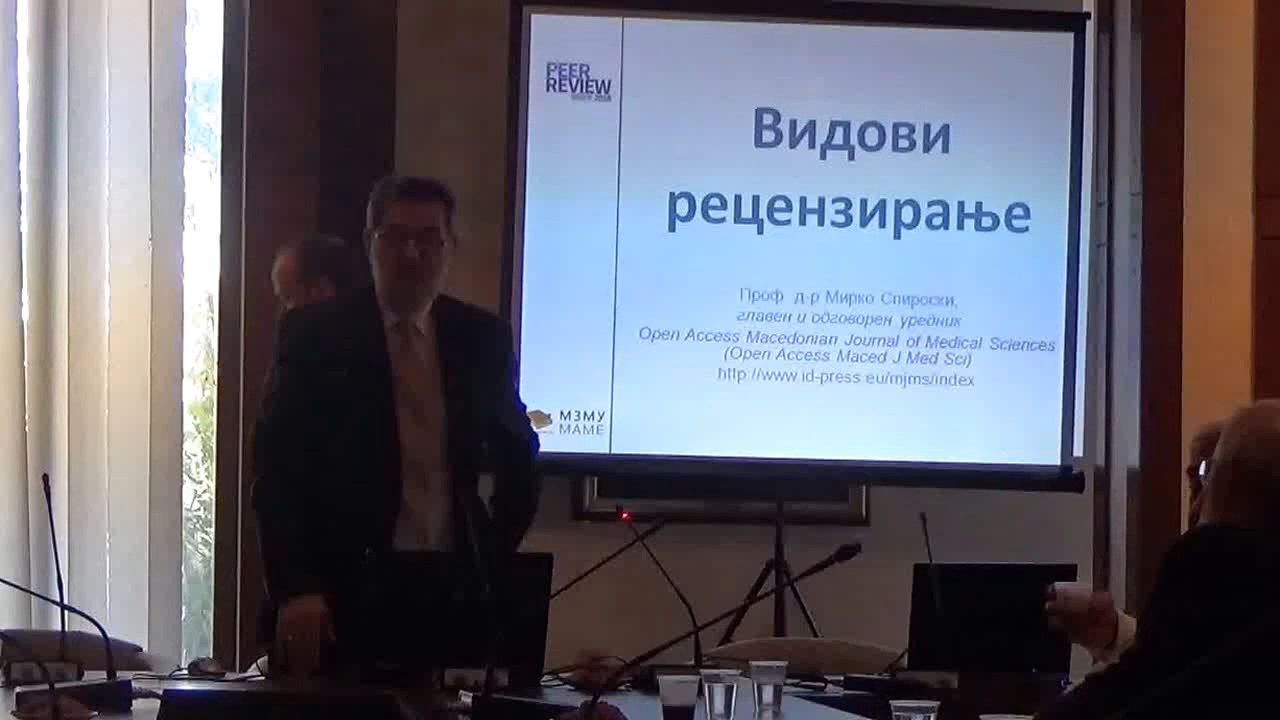 PEER
REVIEW
Видови
рецензирање
Проф. д-р Мирко Спироски,
главен и одговорен уредник
Open Access Macedonian Journal of Medical Sciences
(Open Access Maced J Med Sci)
http://www.id-press.eu/mjms/index
МЗМУ
MAME